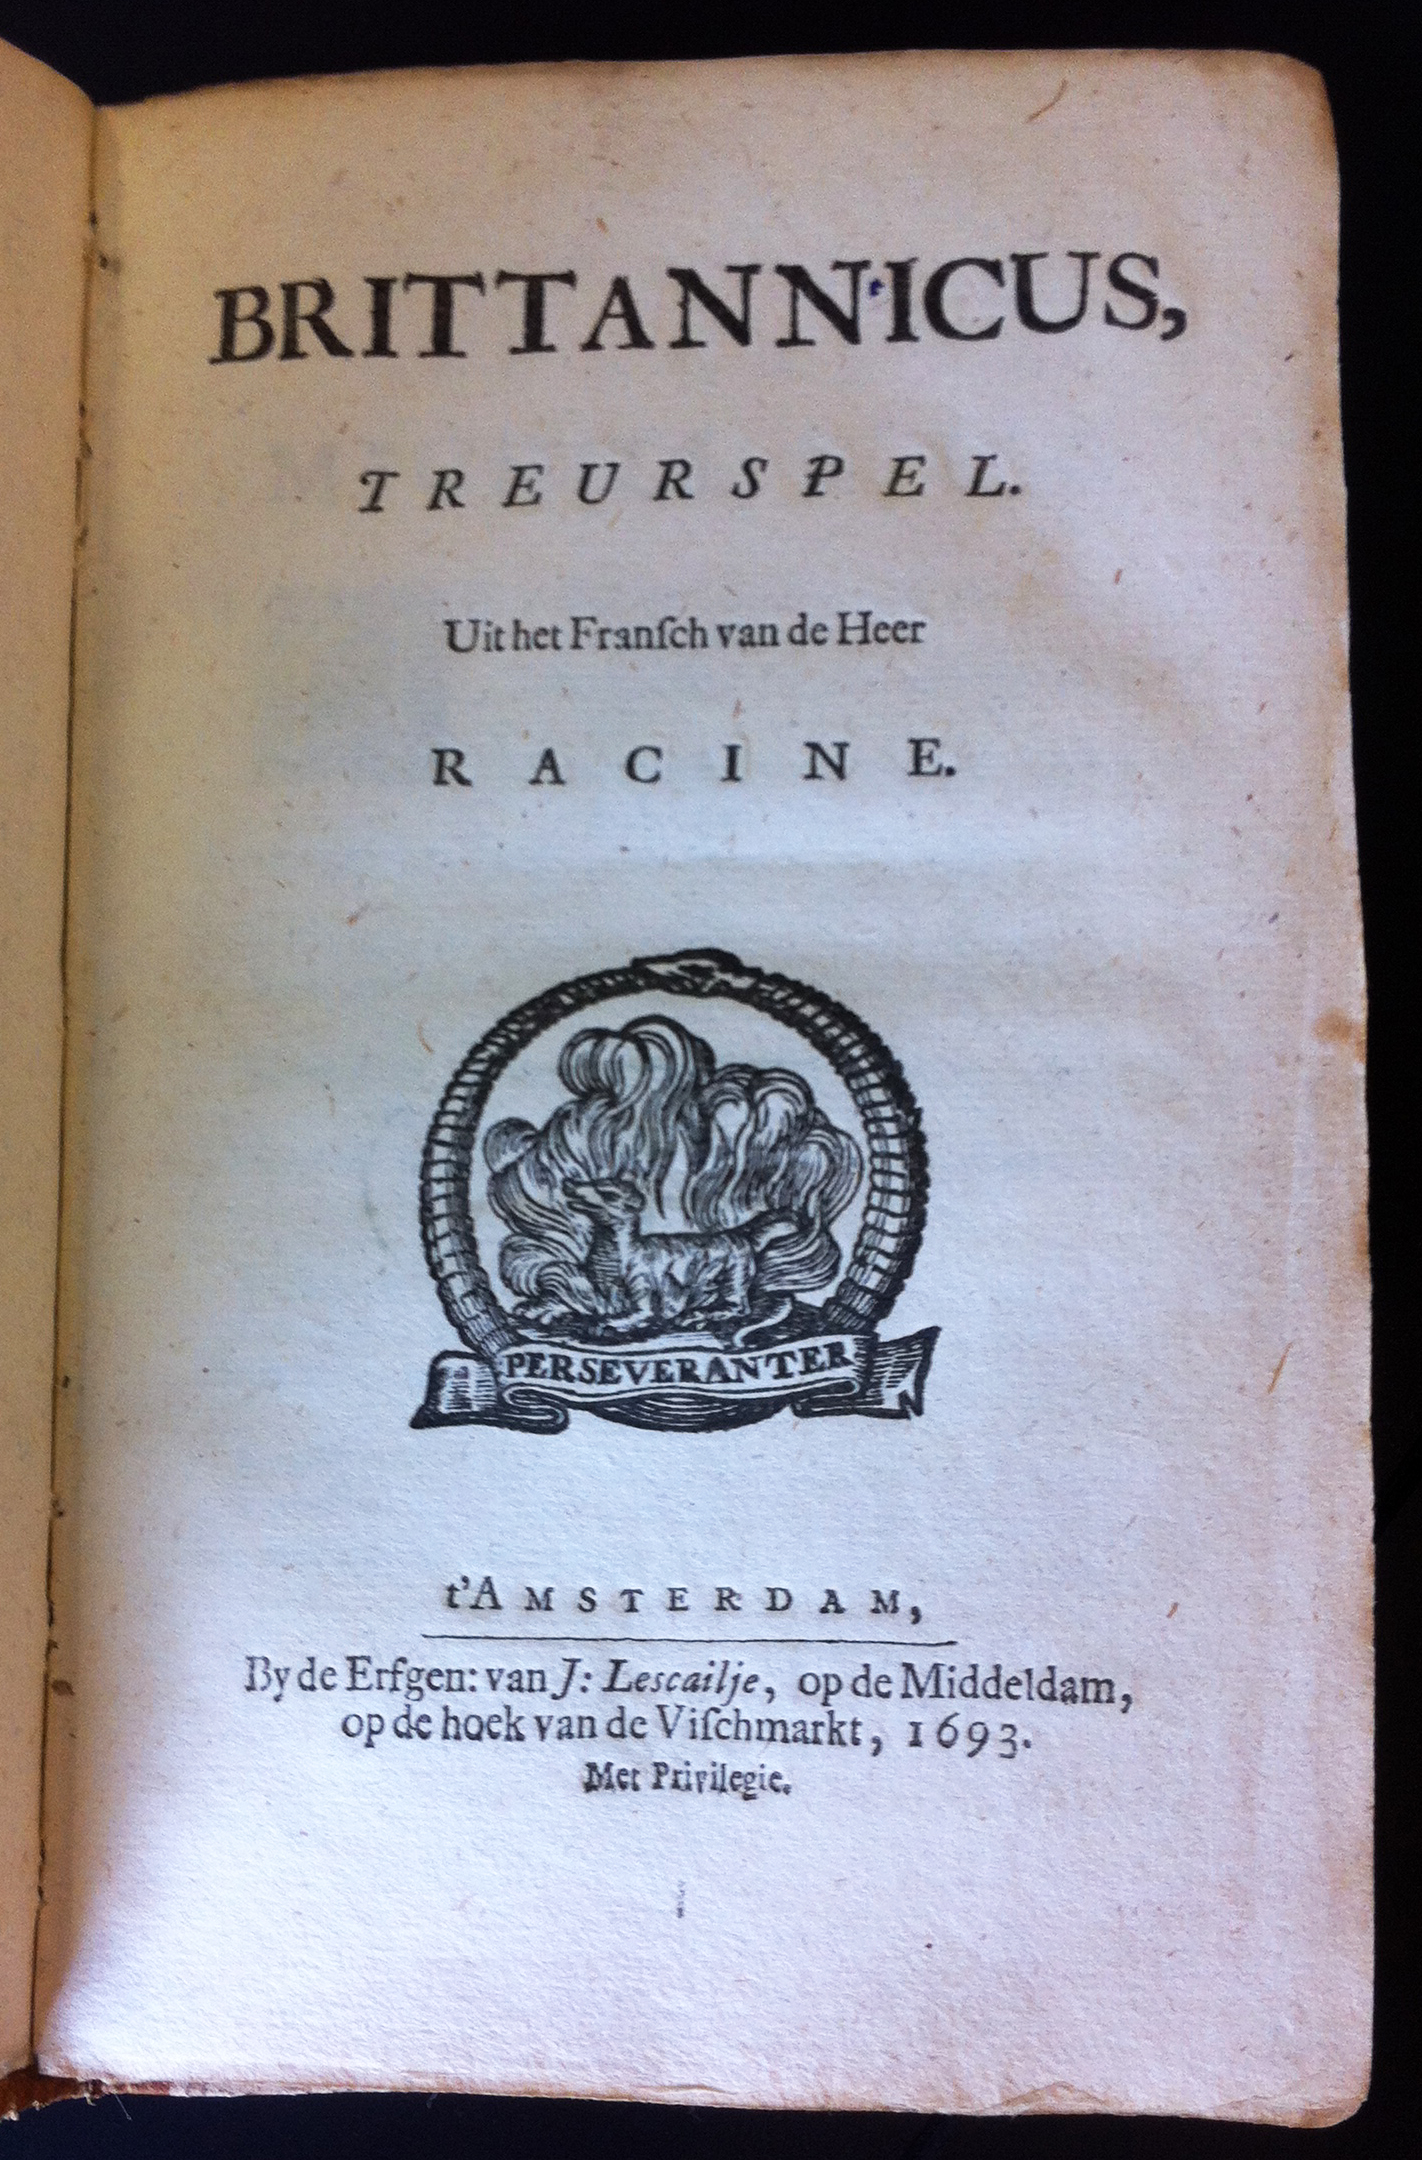 BRITTANNICUS,
TREURSPEL.
Uit het Franſch van de Heer
RACINE.
PERSEVERANTER
t'AMSTERDAM,
By de Erfgen: van J: Lescailje, op de Middeldam,
op de hoek van de Viſchmarkt, 1693.
Met Privilegie.